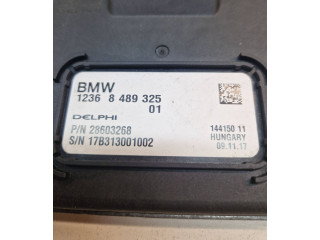 BMW
1236 8 489 325
01
DELPHI
P/N 28603268
S/N 17B313001002
144150 11
HUNGARY
09.11.17